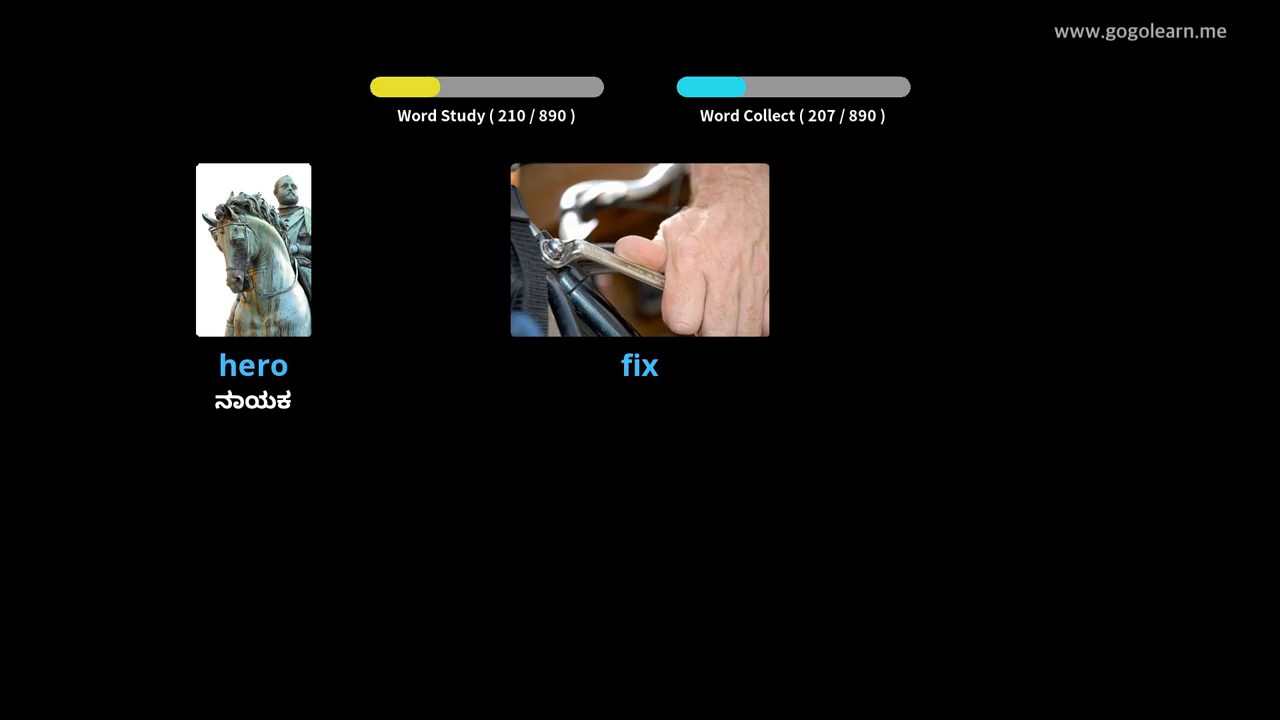 www.gogolearn.me
Word Study ( 210 / 890 )
Word Collect ( 207 / 890 )
hero
ನಾಯಕ
fix